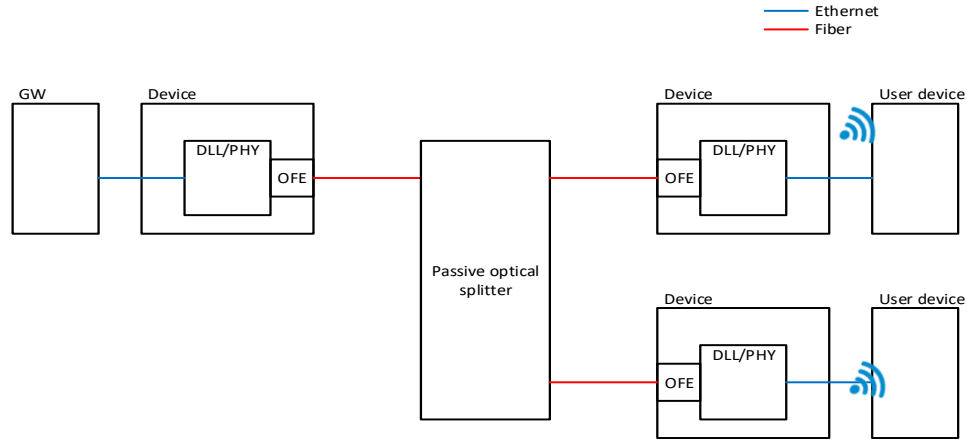 Ethernet
Fiber
GW
Device
DLL/PHY
OFE
Passive optical
splitter
Device
DLL/PHY
OFE
User device
Device
DLL/PHY
OFE
User device